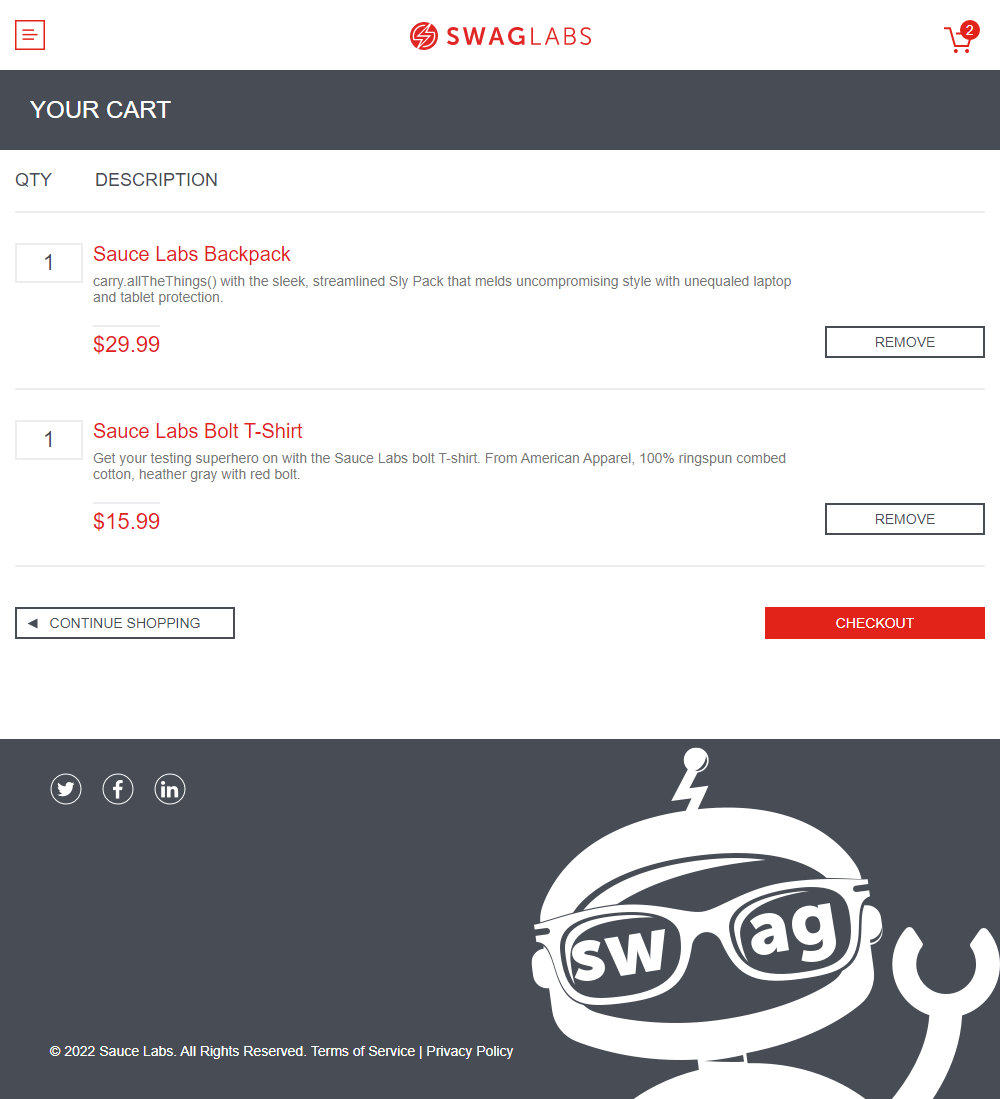 SWAGLABS
2
YOUR CART
QTY DESCRIPTION
1
Sauce Labs Backpack
carry.allTheThings() with the sleek, streamlined Sly Pack that melds uncompromising style with unequaled laptop
and tablet protection.
$29.99
REMOVE
1
Sauce Labs Bolt T-Shirt
Get your testing superhero on with the Sauce Labs bolt T-shirt. From American Apparel, 100% ringspun combed
cotton, heather gray with red bolt.
$15.99
REMOVE
CONTINUE SHOPPING
CHECKOUT
swag
© 2022 Sauce Labs. All Rights Reserved. Terms of Service | Privacy Policy